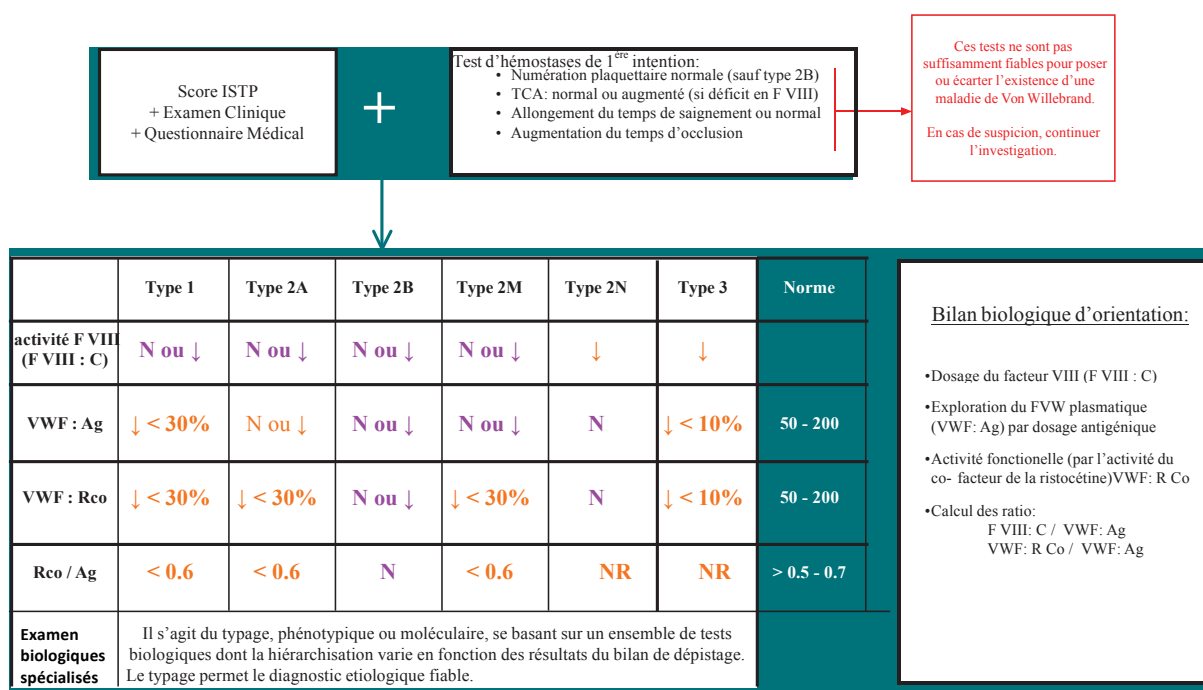 Score ISTP
+ Examen Clinique
+ Questionnaire Médical
+
Test d'hémostases de 1ère intention:
• Numération plaquettaire normale (sauf type 2B)
• TCA: normal ou augmenté (si déficit en F VIII)
• Allongement du temps de saignement ou normal
• Augmentation du temps d'occlusion
Ces tests ne sont pas
suffisamment fiables pour poser
ou écarter l'existence d'une
maladie de Von Willebrand.
En cas de suspicion, continuer
l'investigation.
Type 1 Type 2A Type 2B Type 2M Type 2N Type 3 Norme
activité F VIII
(F VIII : C) N ou ↓ N ou ↓ N ou ↓ N ou ↓ ↓ ↓
VWF : Ag ↓ < 30% N ou ↓ N ou ↓ N ou ↓ N ↓ < 10% 50 - 200
VWF : Rco ↓ < 30% ↓ < 30% N ou ↓ ↓ < 30% N ↓ < 10% 50 - 200
Rco / Ag < 0.6 < 0.6 N < 0.6 NR NR > 0.5 - 0.7
Examen
biologiques
spécialisés
Il s'agit du typage, phénotypique ou moléculaire, se basant sur un ensemble de tests
biologiques dont la hiérarchisation varie en fonction des résultats du bilan de dépistage.
Le typage permet le diagnostic etiologique fiable.
Bilan biologique d'orientation:
•Dosage du facteur VIII (F VIII : C)
•Exploration du FVW plasmatique
(VWF: Ag) par dosage antigénique
•Activité fonctionelle (par l'activité du
co- facteur de la ristocétine)VWF: R Co
•Calcul des ratio:
F VIII: C / VWF: Ag
VWF: R Co / VWF: Ag